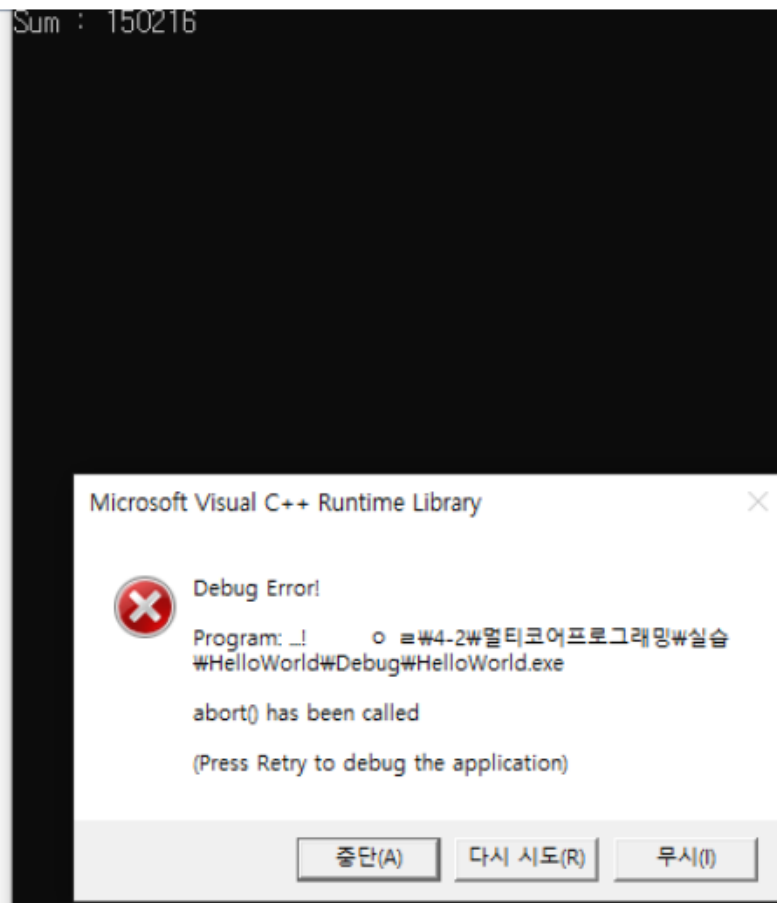 Sum : 150216
Microsoft Visual C++ Runtime Library
Debug Error!
Program: ...! ㅇ ㄹ₩4-2₩멀티코어프로그래밍₩실습
₩HelloWorld₩Debug₩HelloWorld.exe
abort() has been called
(Press Retry to debug the application)
중단(A)
다시 시도(R)
무시(I)